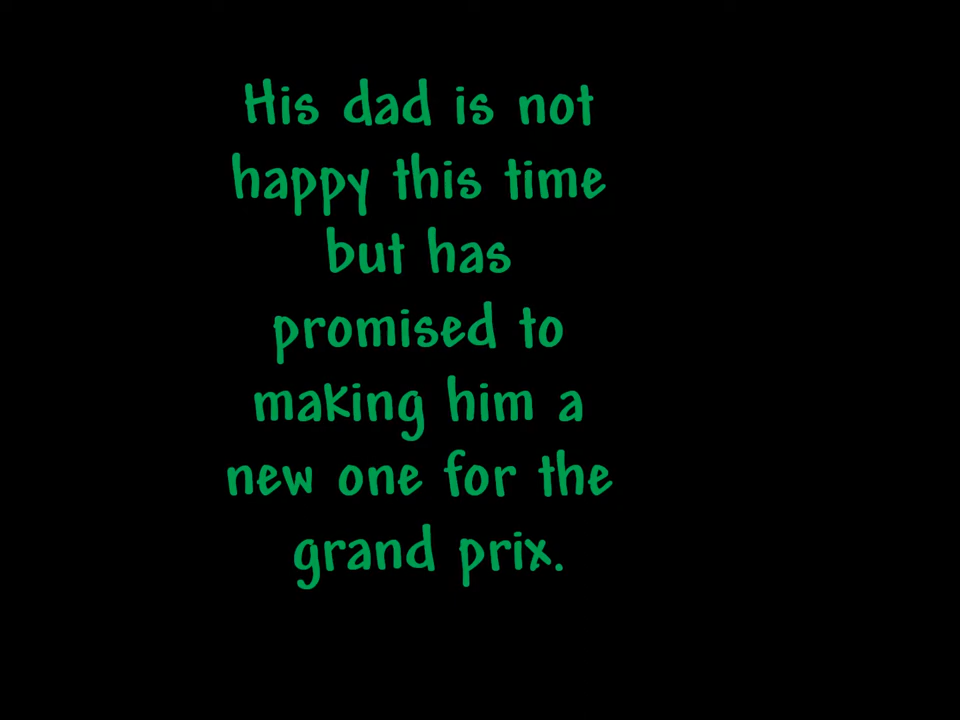 His dad is not
happy this time
but has
promised to
making him a
new one for the
grand prix.